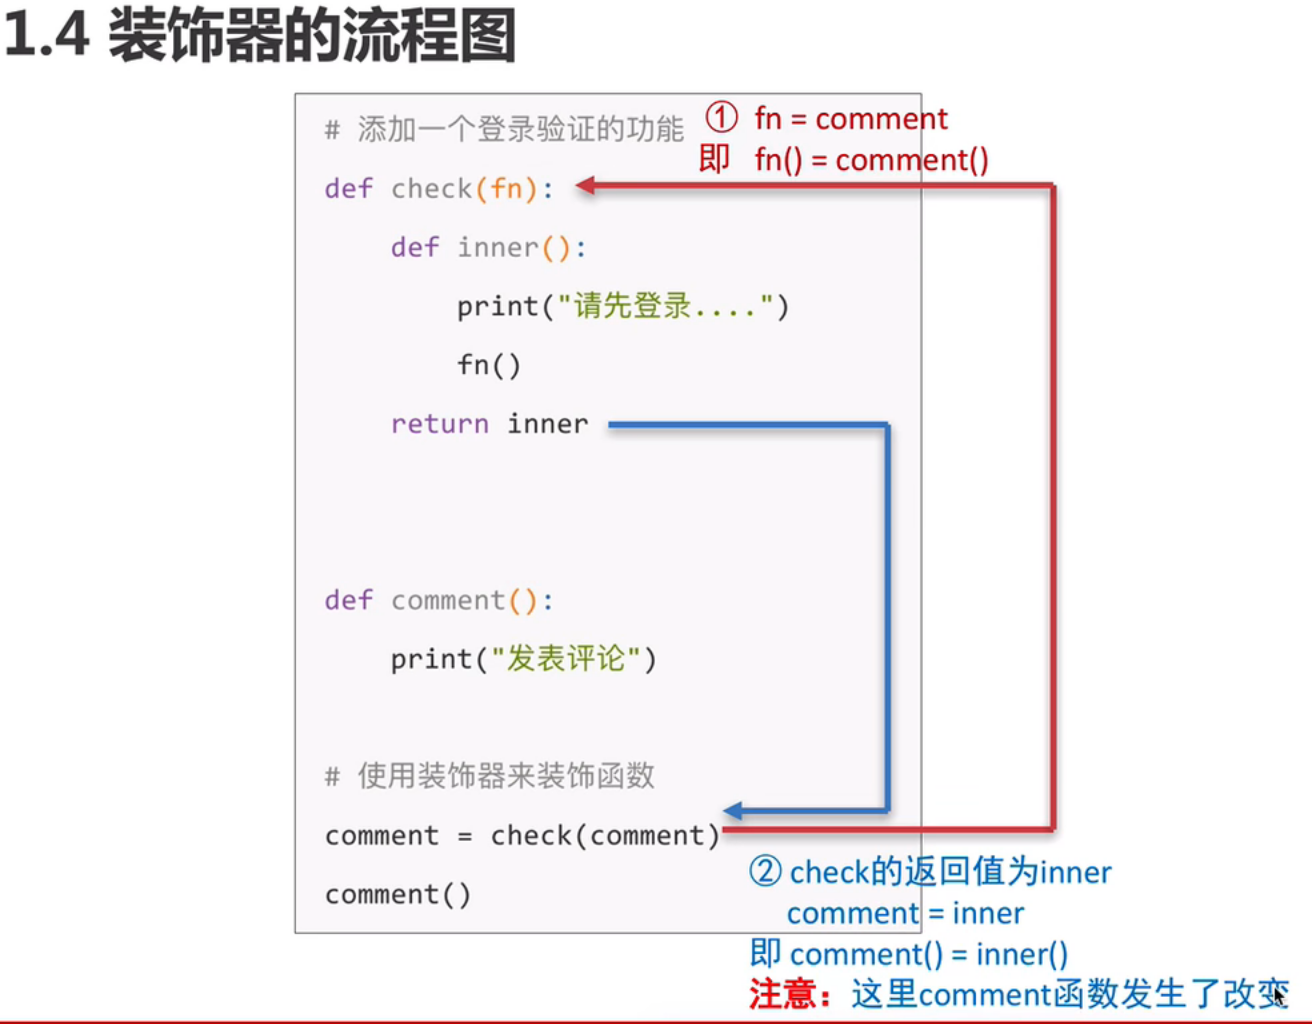 1.4 装饰器的流程图
# 添加一个登录验证的功能
① fn = comment
即 fn() = comment()
def check(fn):
    def inner():
        print("请先登录....")
        fn()
    return inner
def comment():
    print("发表评论")
# 使用装饰器来装饰函数
comment = check(comment)
comment()
② check的返回值为inner
comment = inner
即 comment() = inner()
注意：这里comment函数发生了改变